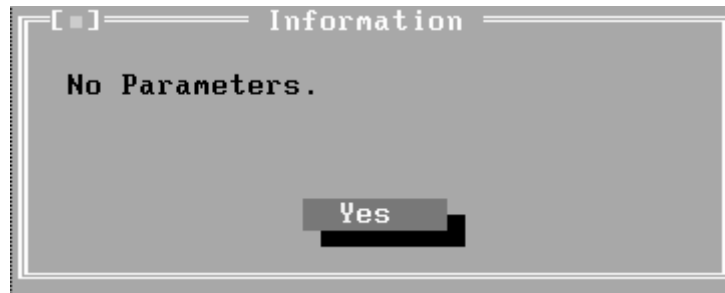 [■] Information
No Parameters.
Yes